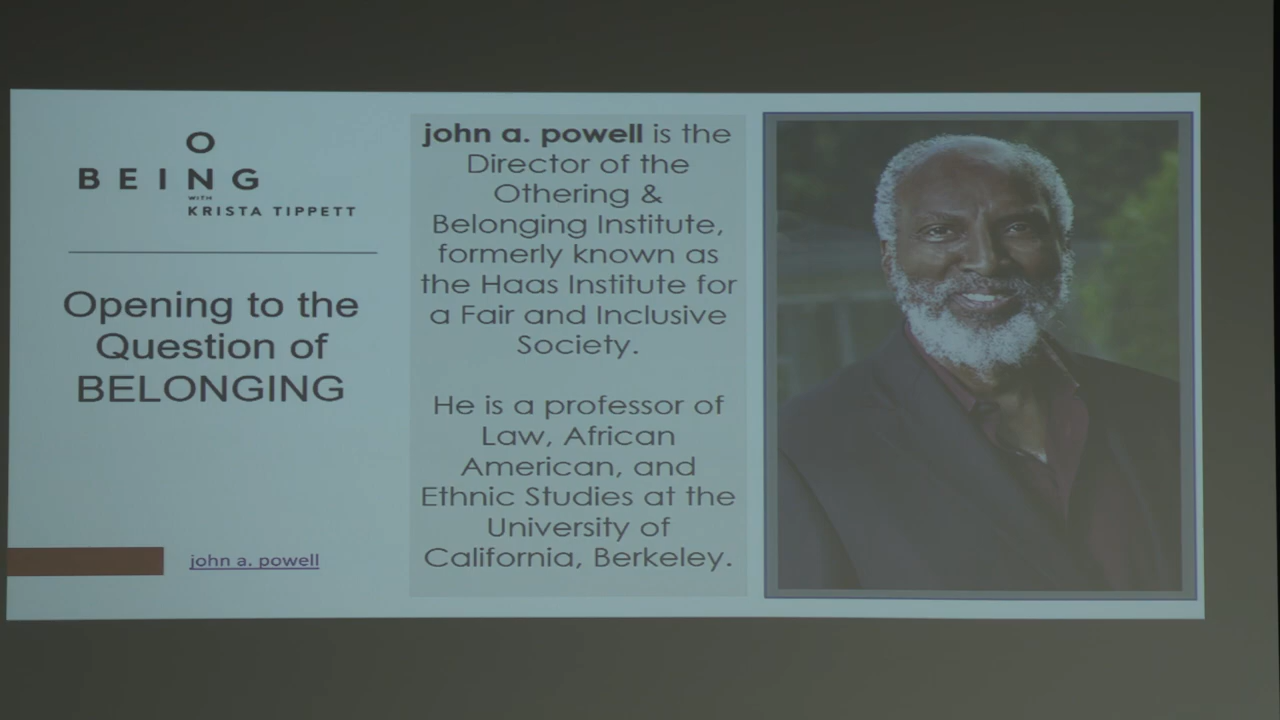 O
BEING
WITH
KRISTA TIPPETT
Opening to the
Question of
BELONGING
john a. powell
john a. powell is the
Director of the
Othering &
Belonging Institute,
formerly known as
the Haas Institute for
a Fair and Inclusive
Society.
He is a professor of
Law, African
American, and
Ethnic Studies at the
University of
California, Berkeley.